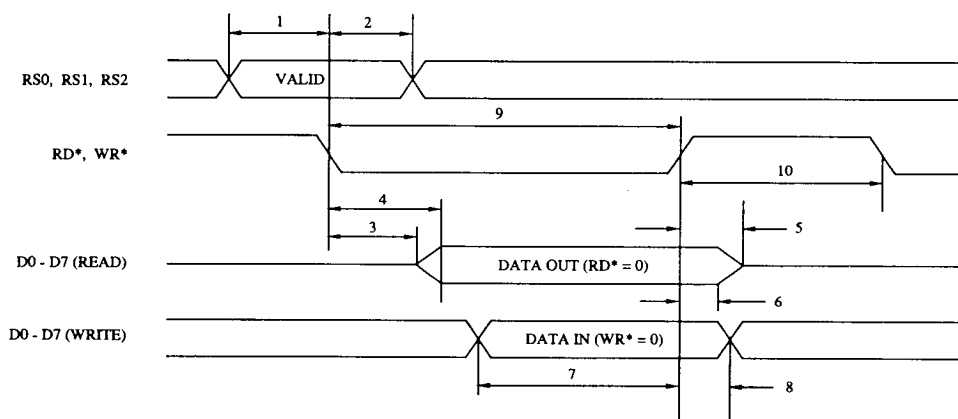 1 2
RS0, RS1, RS2 VALID
9
RD*, WR*
10
4
3 5
D0 - D7 (READ) DATA OUT (RD* = 0)
6
D0 - D7 (WRITE) DATA IN (WR* = 0)
7 8